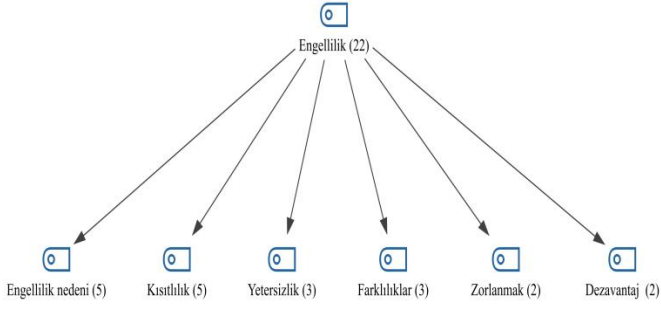 Engellilik (22)
Engellilik nedeni (5) Kısıtlılık (5) Yetersizlik (3) Farklılıklar (3) Zorlanmak (2) Dezavantaj (2)